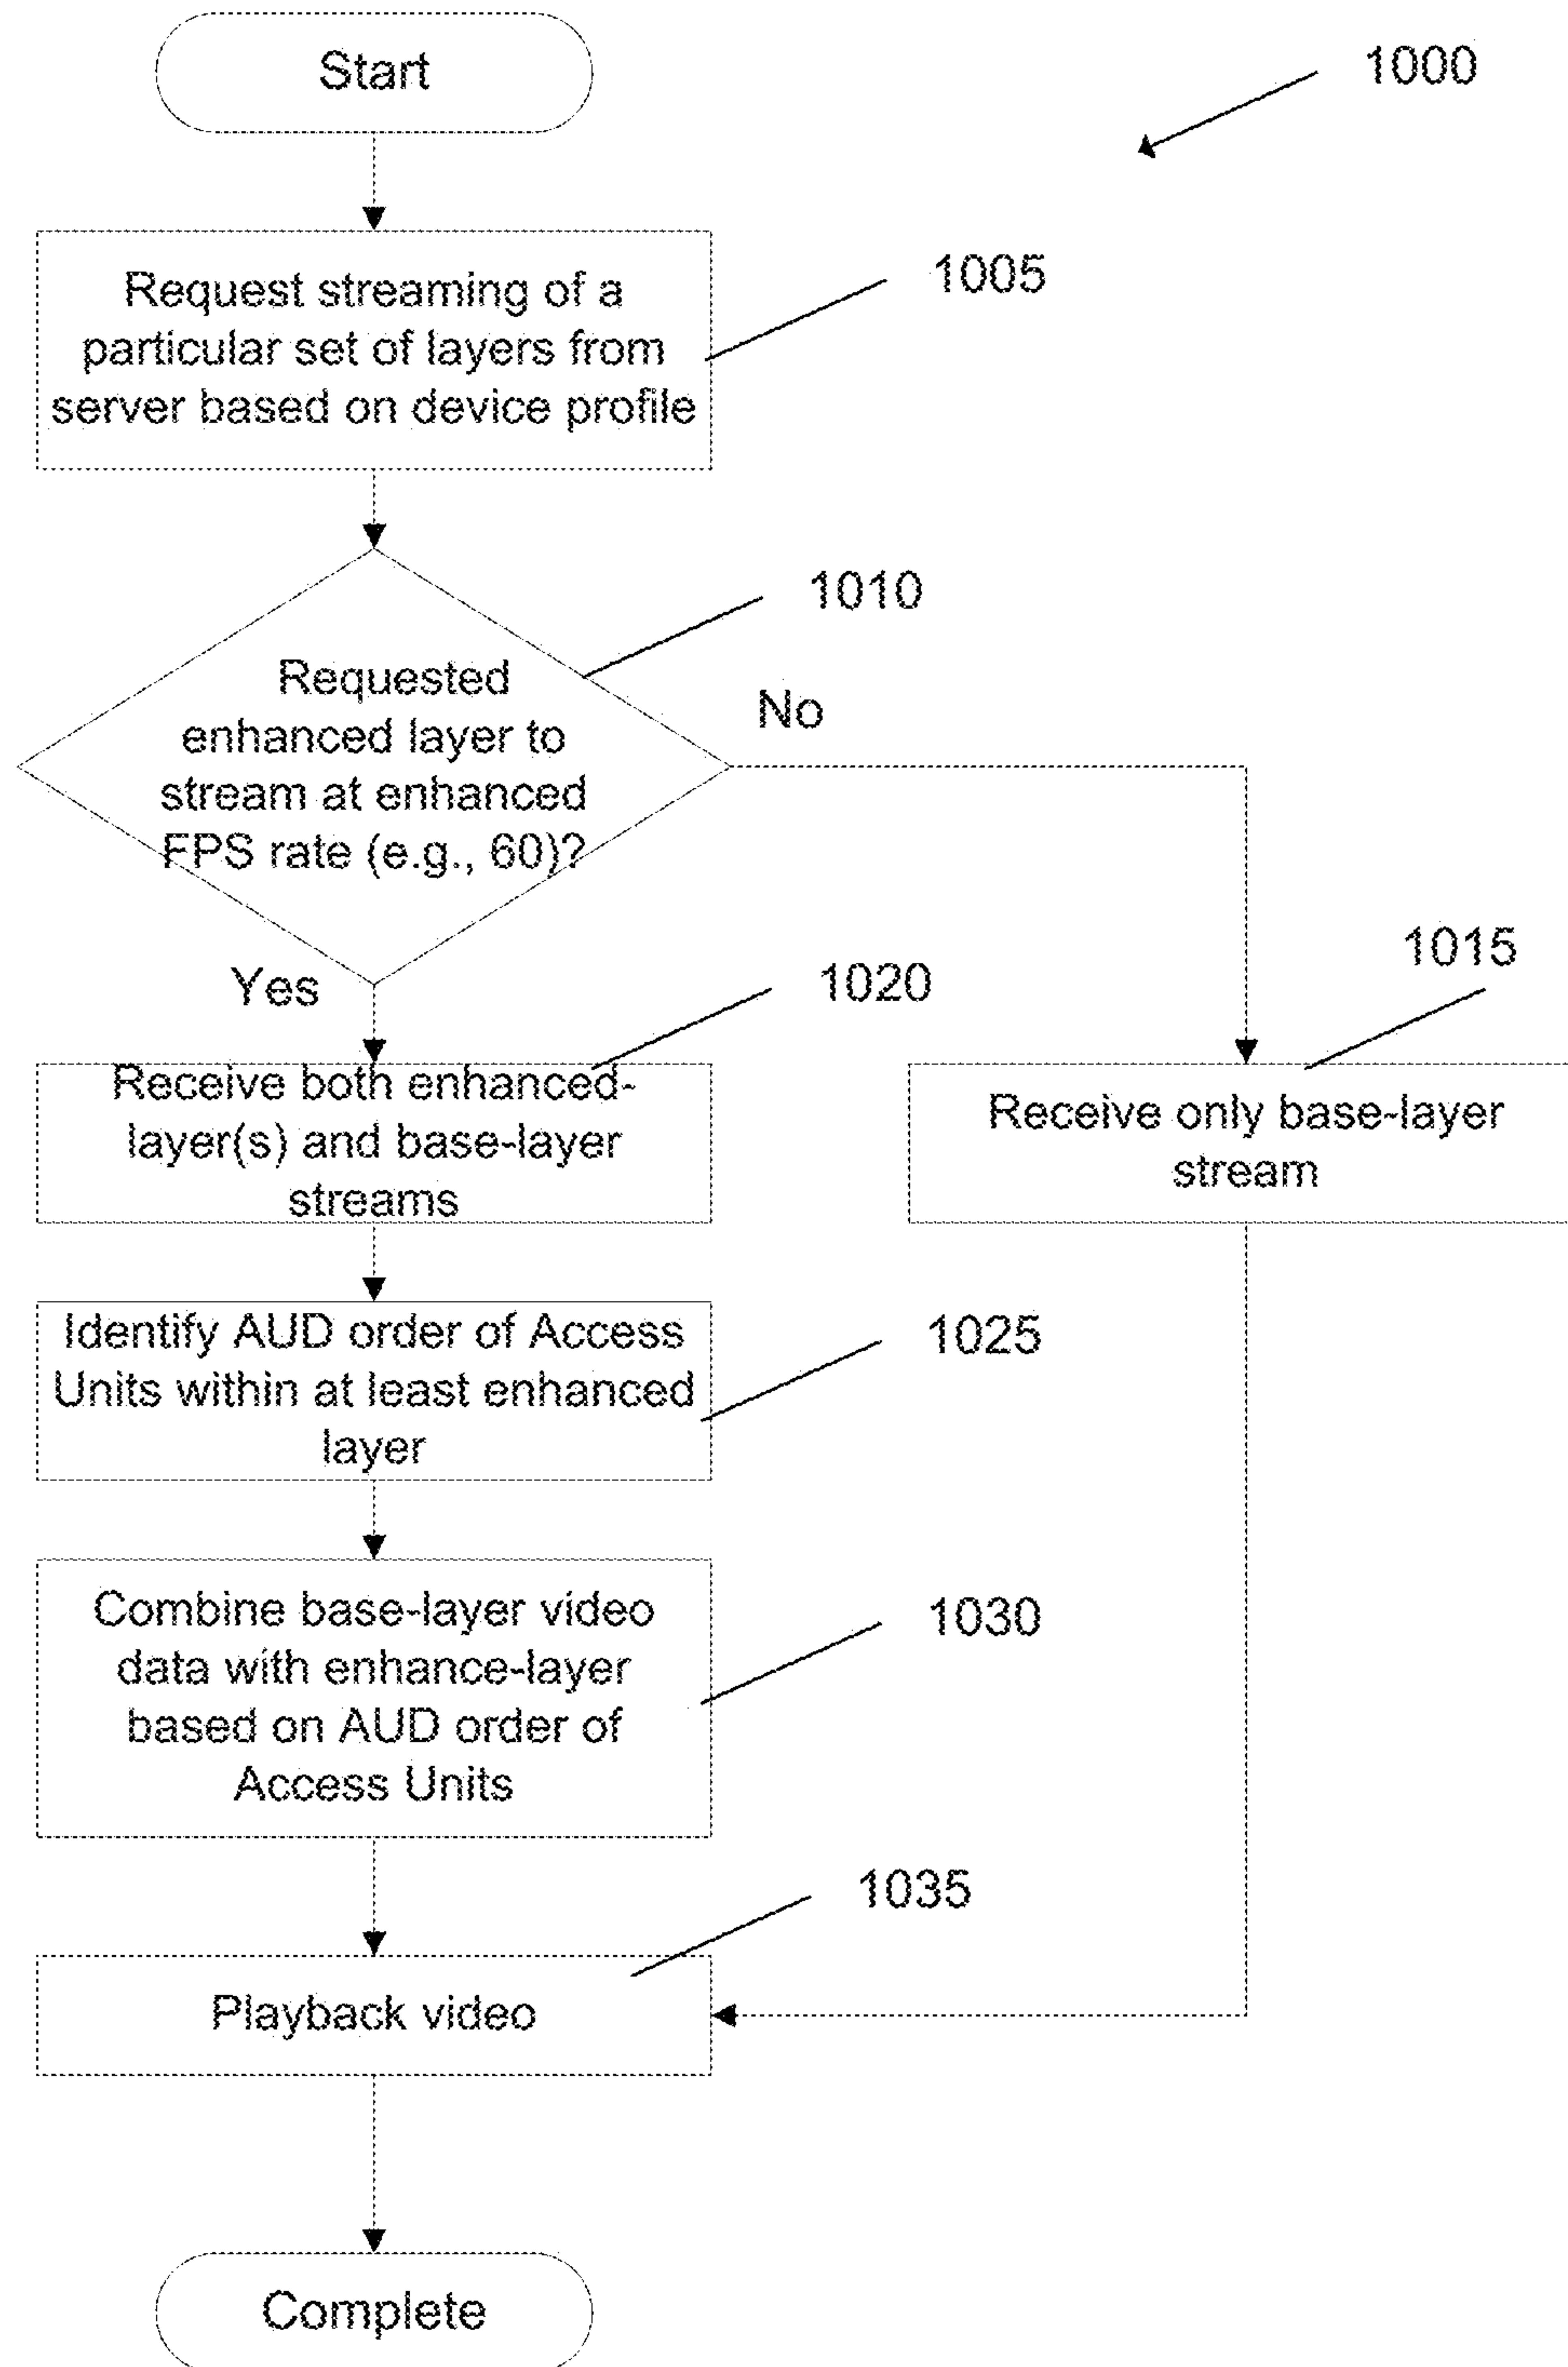 Start
1000
Request streaming of a
particular set of layers from
server based on device profile
1005
1010
Requested
enhanced layer to
stream at enhanced
FPS rate (e.g., 60)?
No
Yes
1020
1015
Receive both enhanced-
layer(s) and base-layer
streams
Receive only base-layer
stream
Identify AUD order of Access
Units within at least enhanced
layer
1025
Combine base-layer video
data with enhance-layer
based on AUD order of
Access Units
1030
1035
Playback video
Complete